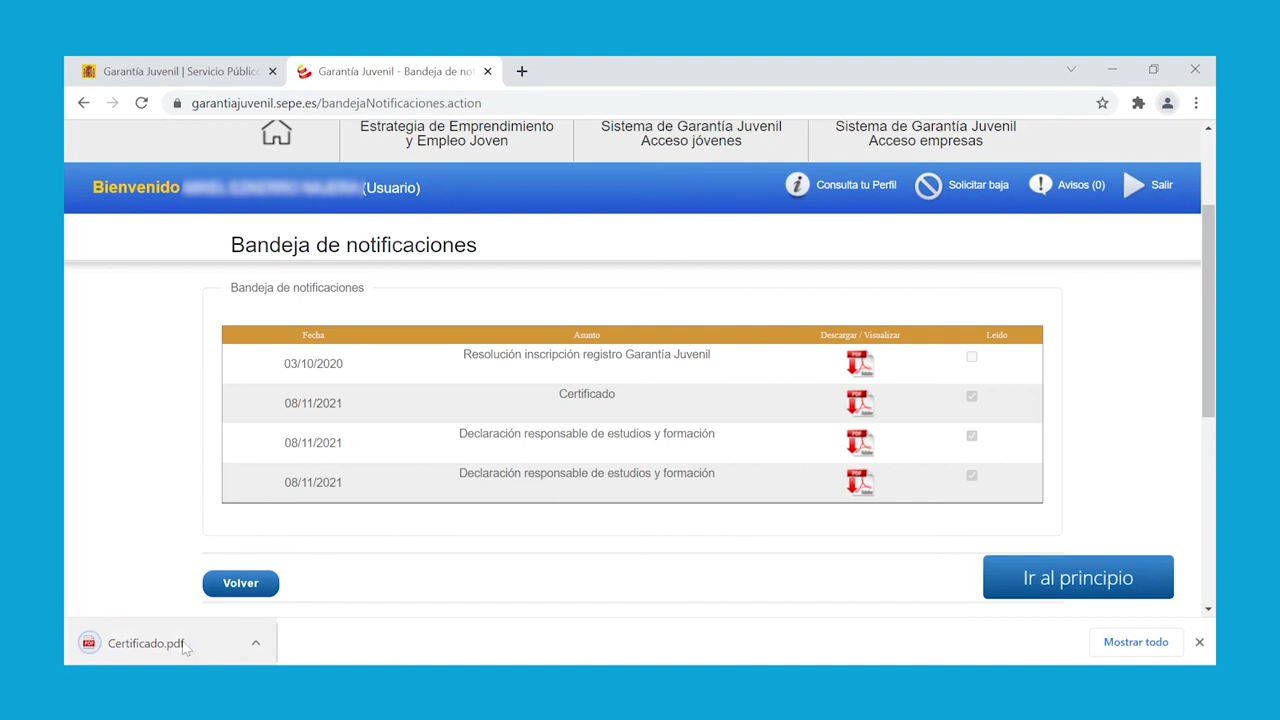 Garantía Juvenil | Servicio Públic
Garantía Juvenil - Bandeja de not
garantiajuvenil.sepe.es/bandejaNotificaciones.action
Estrategia de Emprendimiento
y Empleo Joven
Sistema de Garantía Juvenil
Acceso jóvenes
Sistema de Garantía Juvenil
Acceso empresas
Bienvenido (Usuario)
Consulta tu Perfil
Solicitar baja
Avisos (0)
Salir
Bandeja de notificaciones
Bandeja de notificaciones
Fecha Asunto Descargar / Visualizar Leido
03/10/2020 Resolución inscripción registro Garantía Juvenil
08/11/2021 Certificado
08/11/2021 Declaración responsable de estudios y formación
08/11/2021 Declaración responsable de estudios y formación
Volver
Ir al principio
Certificado.pdf
Mostrar todo